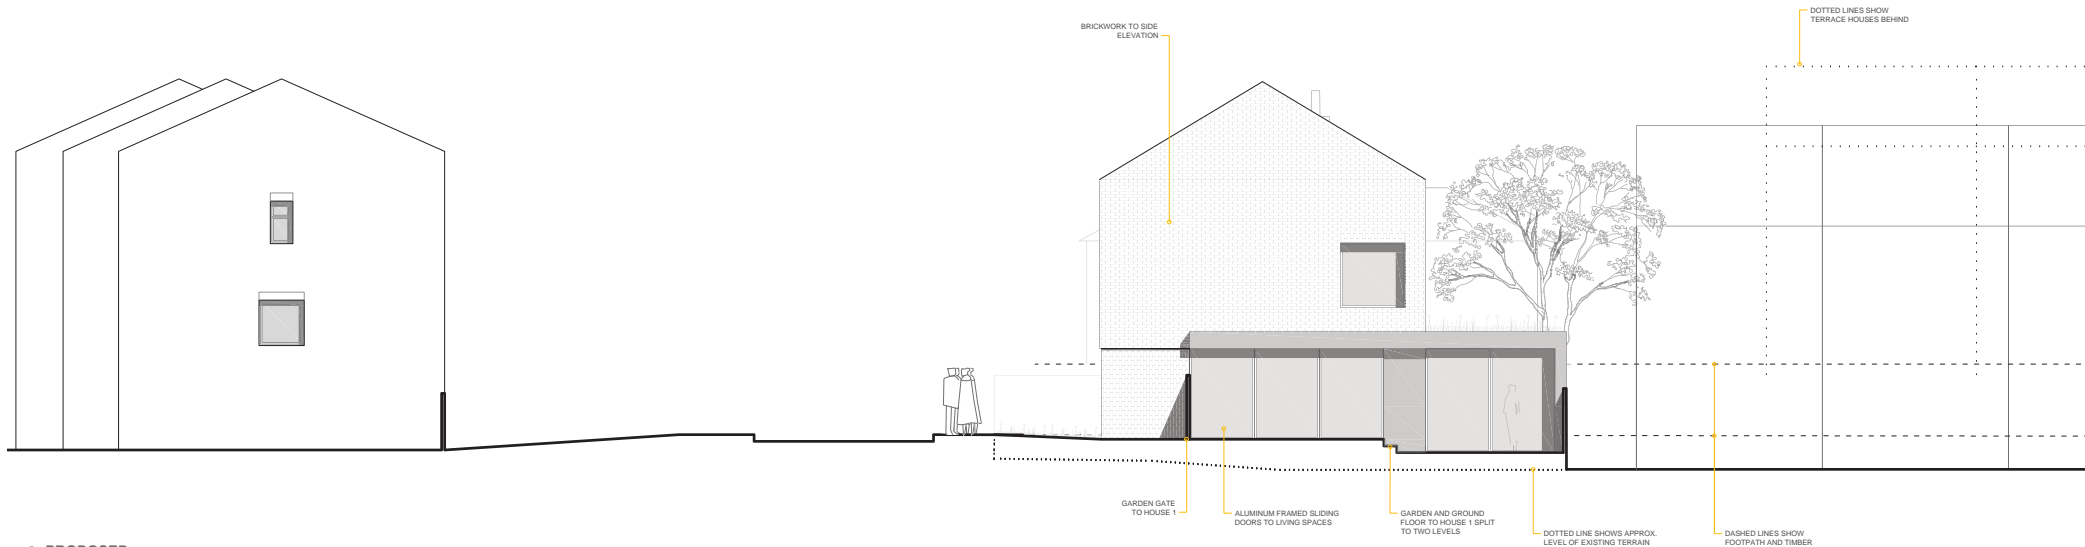 DOTTED LINES SHOW
TERRACE HOUSES BEHIND
BRICKWORK TO SIDE
ELEVATION
GARDEN GATE
TO HOUSE 1
ALUMINUM FRAMED SLIDING
DOORS TO LIVING SPACES
GARDEN AND GROUND
FLOOR TO HOUSE 1 SPLIT
TO TWO LEVELS
DOTTED LINE SHOWS APPROX.
LEVEL OF EXISTING TERRAIN
DASHED LINES SHOW
FOOTPATH AND TIMBER
PROPOSED